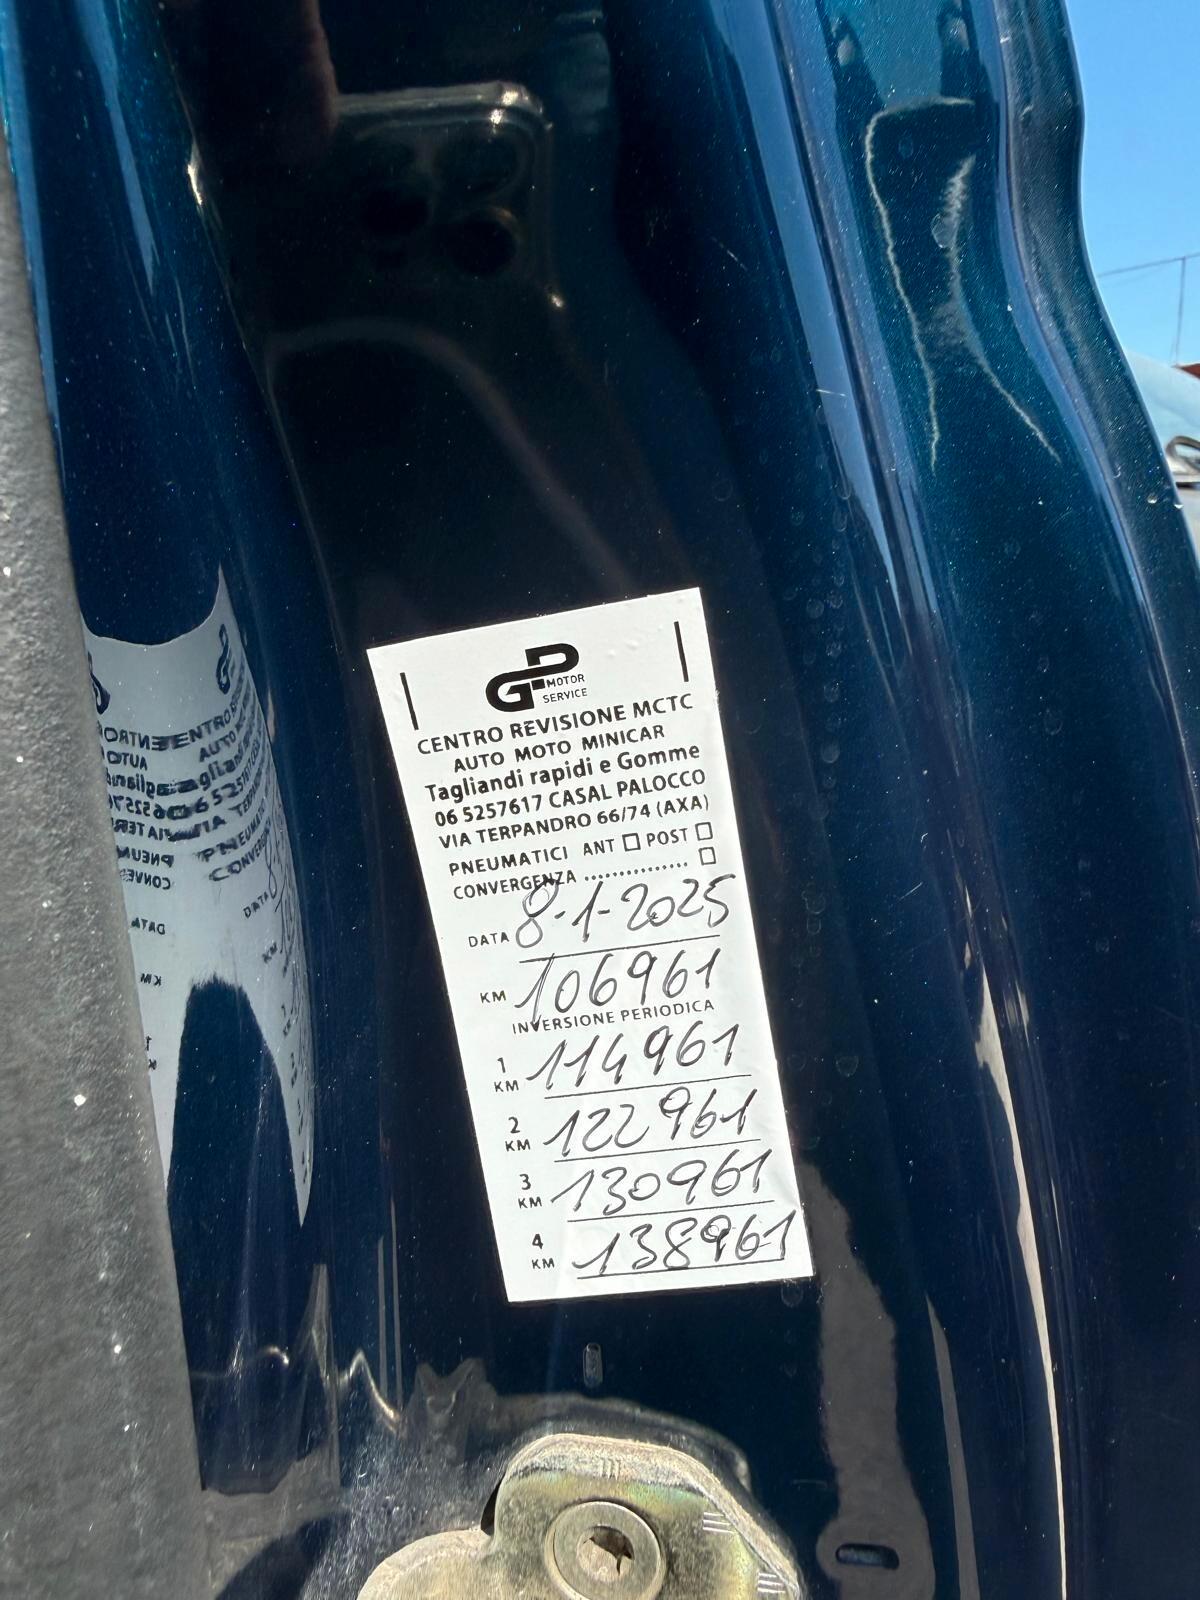 GP MOTOR
SERVICE
CENTRO REVISIONE MCTC
AUTO MOTO MINICAR
Tagliandi rapidi e Gomme
06 5257617 CASAL PALOCCO
VIA TERPANDRO 66/74 (AXA)
PNEUMATICI ANT □ POST □
CONVERGENZA ............... □
DATA 8-1-2025
KM 106961
INVERSIONE PERIODICA
1
KM 114961
2
KM 122961
3
KM 130961
4
KM 138961